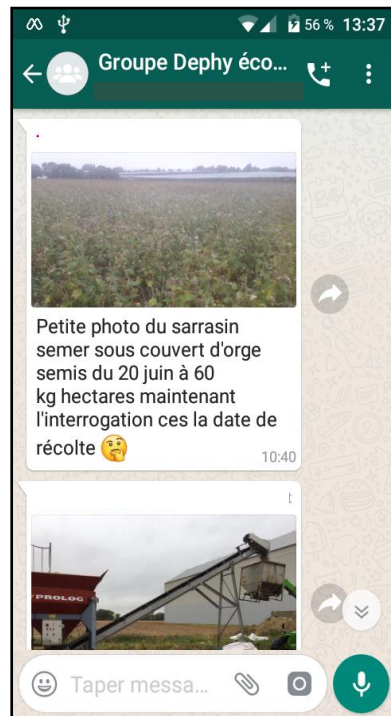 56 % 13:37
Groupe Dephy éco...
Petite photo du sarrasin
semer sous couvert d'orge
semis du 20 juin à 60
kg hectares maintenant
l'interrogation ces la date de
récolte 🤔
10:40
PROLOG
Taper messa...